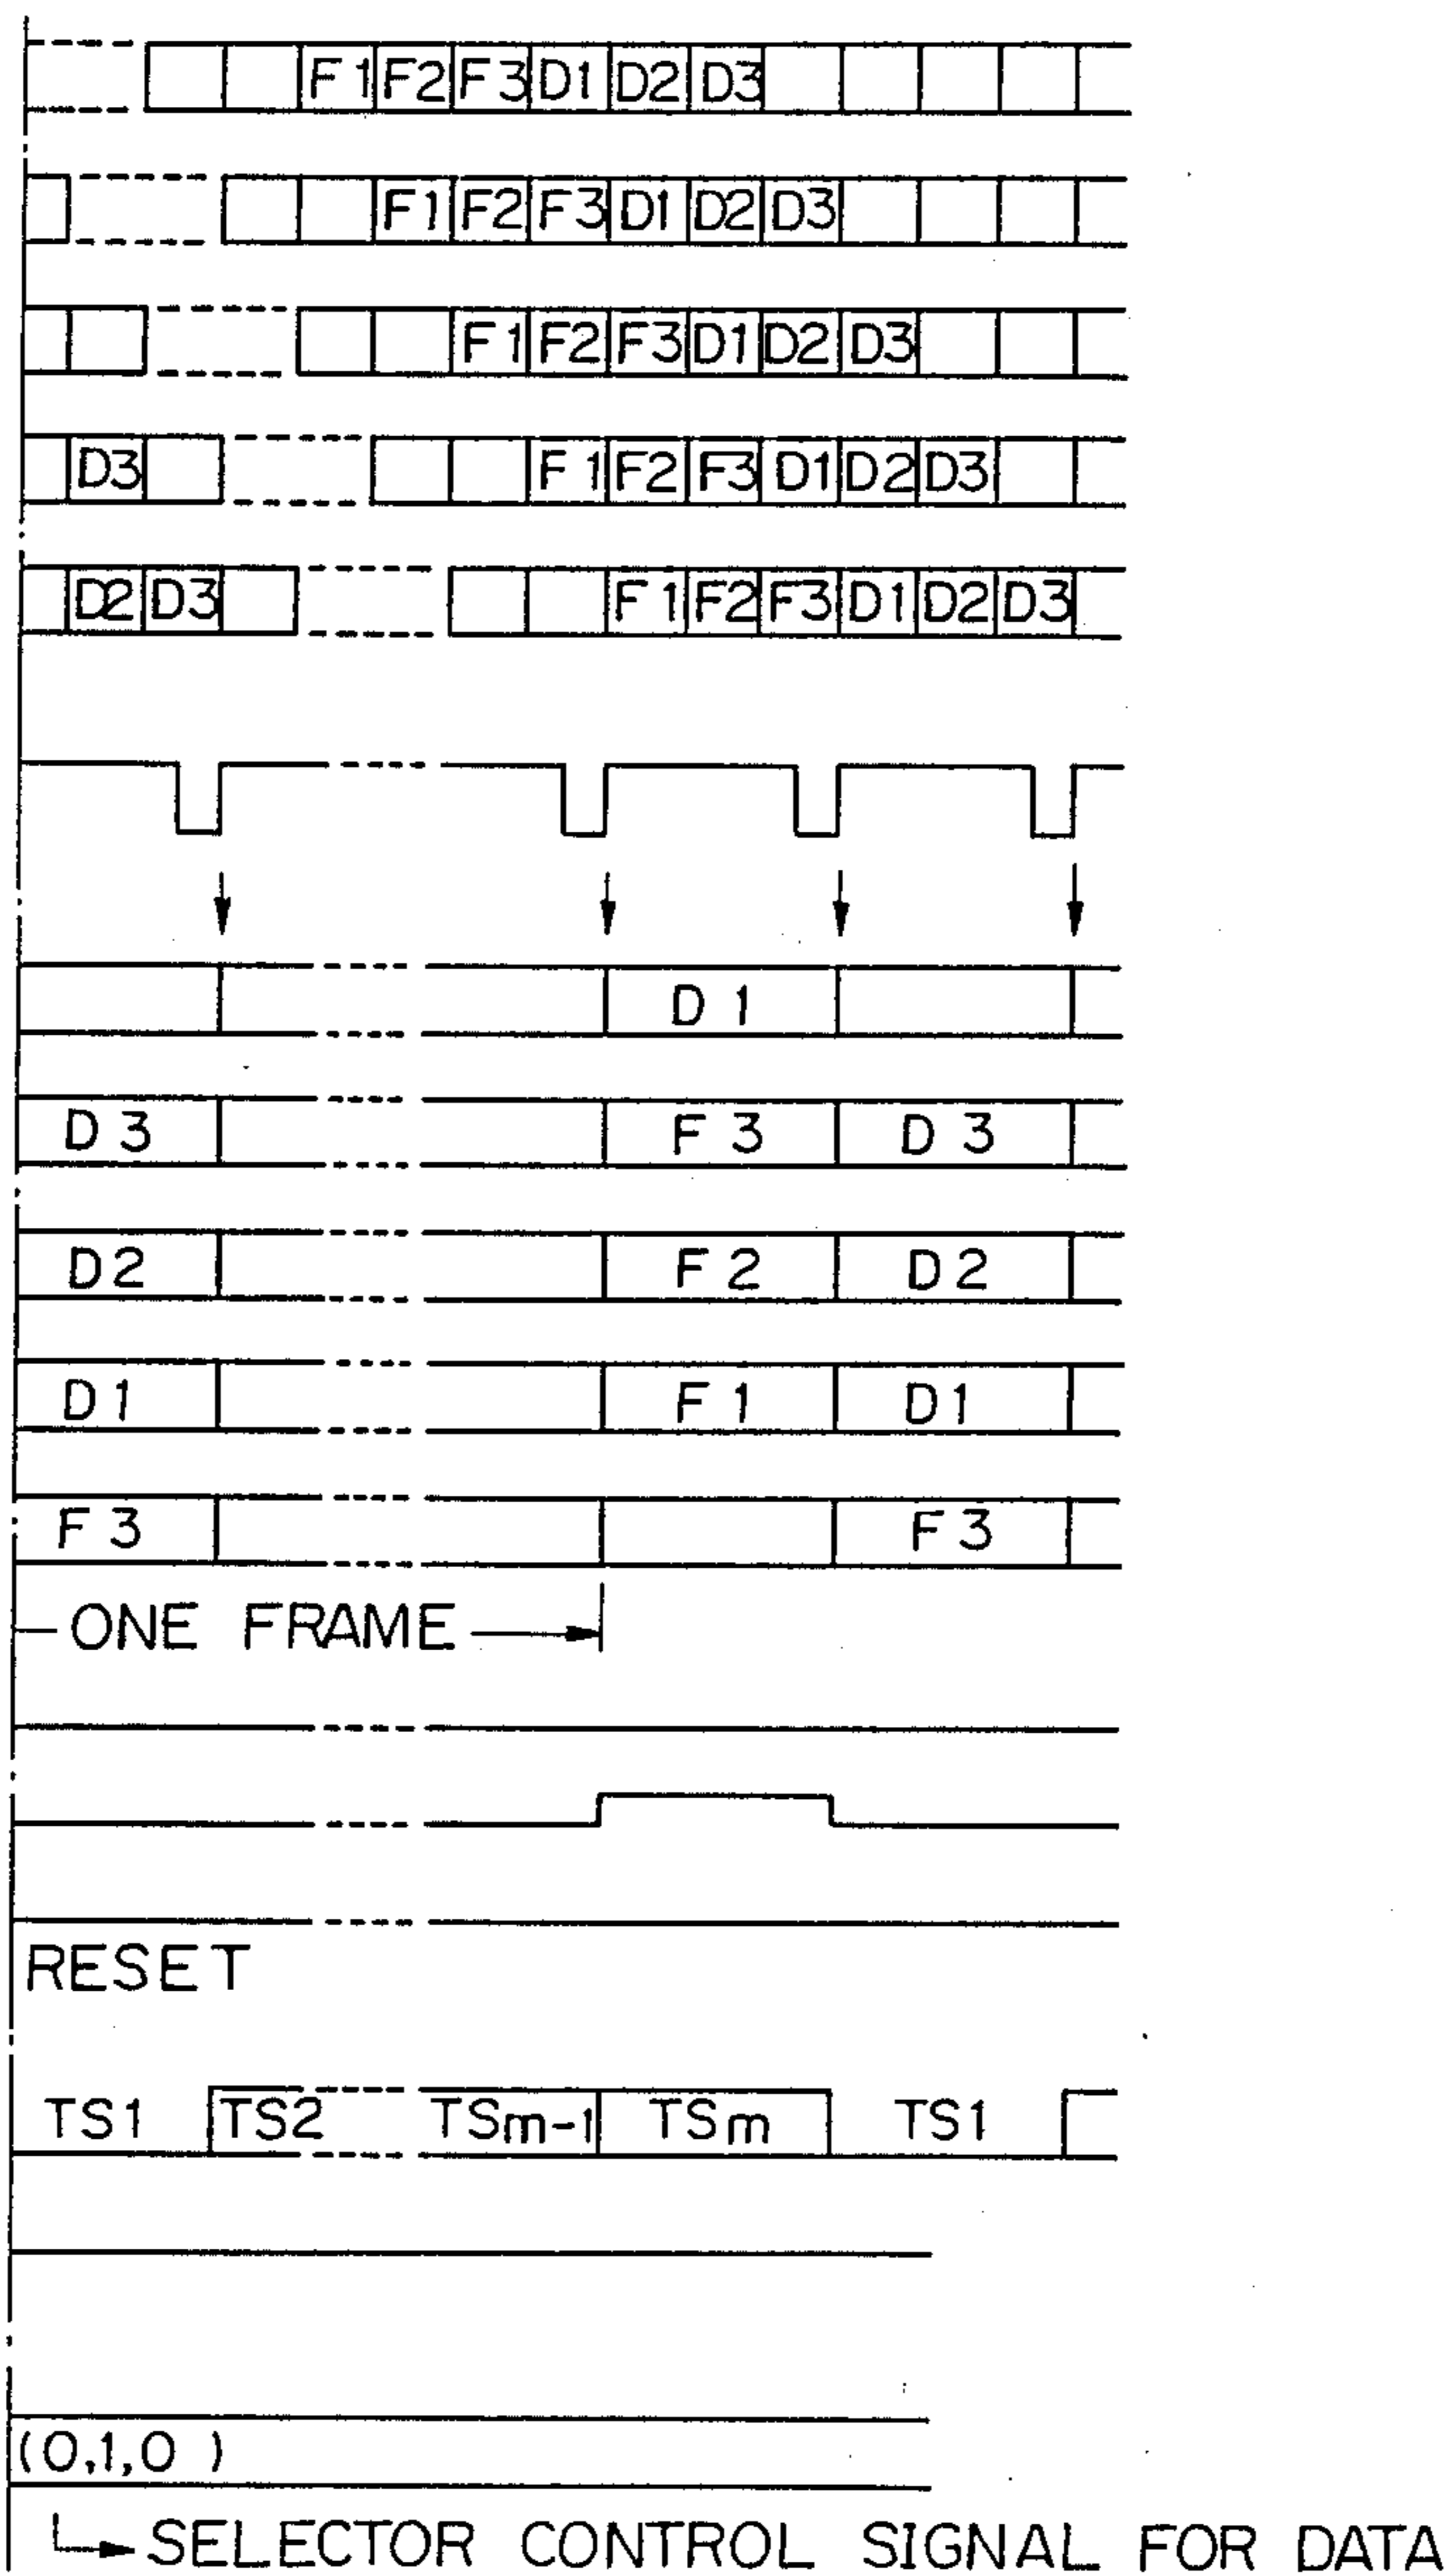 F1 F2 F3 D1 D2 D3
F1 F2 F3 D1 D2 D3
F1 F2 F3 D1 D2 D3
D3 F1 F2 F3 D1 D2 D3
D2 D3 F1 F2 F3 D1 D2 D3
D1
D3 F3 D3
D2 F2 D2
D1 F1 D1
F3 F3
ONE FRAME
RESET
TS1 TS2 TSm-1 TSm TS1
(0,1,0 )
SELECTOR CONTROL SIGNAL FOR DATA